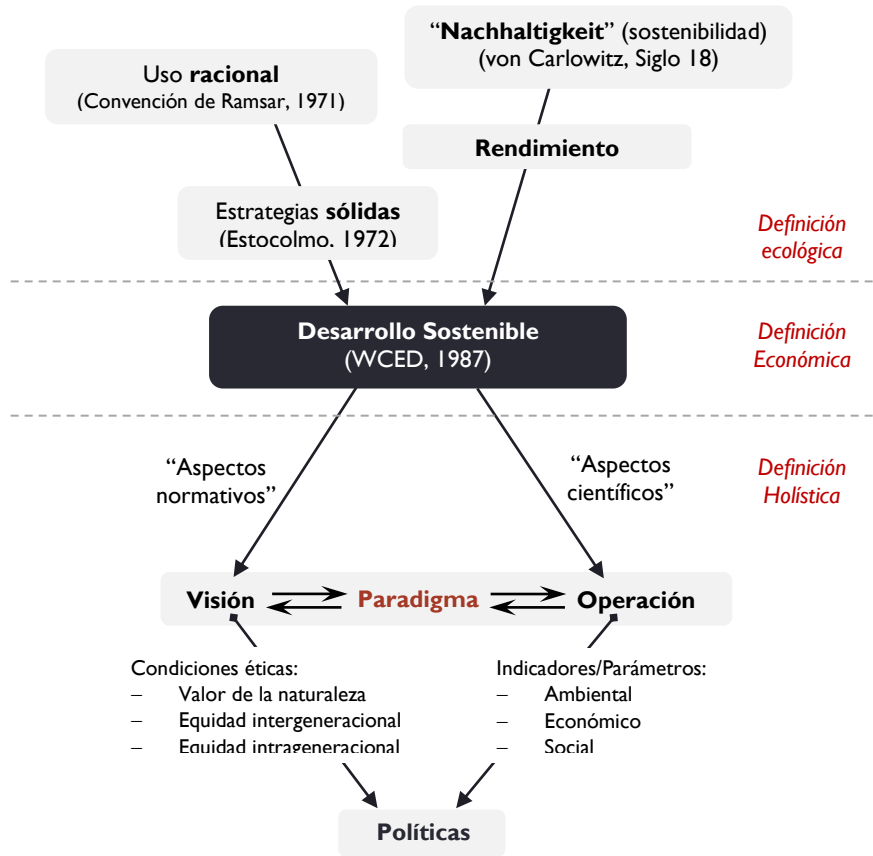 “Nachhaltigkeit” (sostenibilidad)
(von Carlowitz, Siglo 18)
Uso racional
(Convención de Ramsar, 1971)
Rendimiento
Estrategias sólidas
(Estocolmo, 1972)
Definición
ecológica
Desarrollo Sostenible
(WCED, 1987)
Definición
Económica
“Aspectos
normativos”
“Aspectos
científicos”
Definición
Holística
Visión Paradigma Operación
Condiciones éticas:
– Valor de la naturaleza
– Equidad intergeneracional
– Equidad intrageneracional
Indicadores/Parámetros:
– Ambiental
– Económico
– Social
Políticas